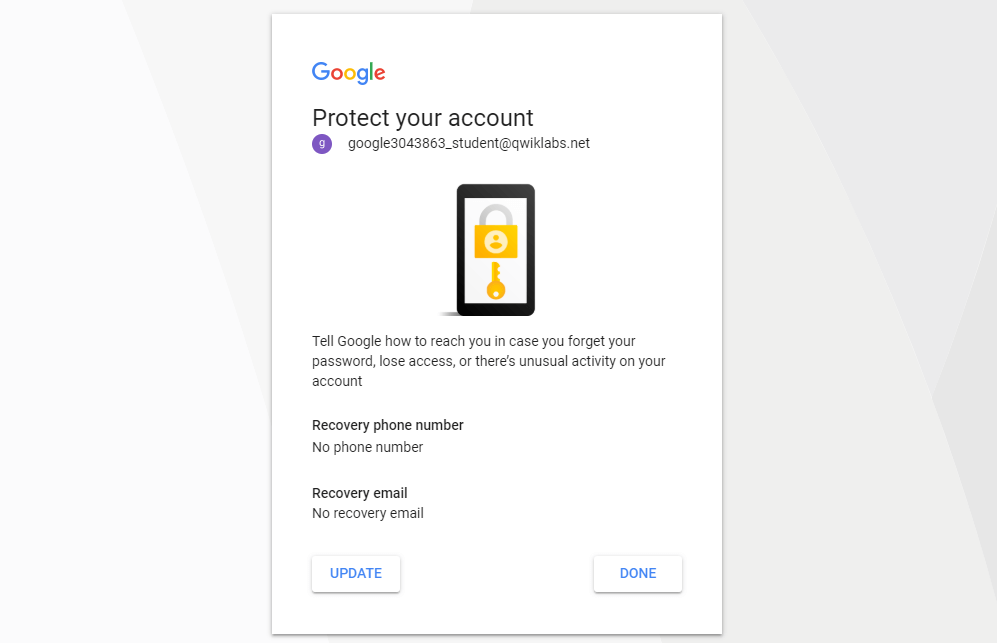 Google
Protect your account
g google3043863_student@qwiklabs.net
Tell Google how to reach you in case you forget your
password, lose access, or there’s unusual activity on your
account
Recovery phone number
No phone number
Recovery email
No recovery email
UPDATE DONE